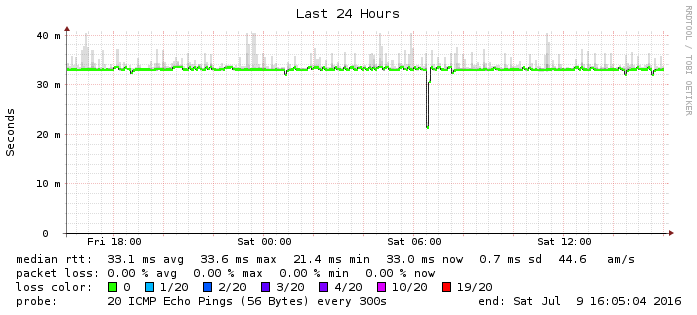 Last 24 Hours
RRDTOOL / TOBI OETIKER
Seconds
40 m
30 m
20 m
10 m
0
Fri 18:00 Sat 00:00 Sat 06:00 Sat 12:00
median rtt: 33.1 ms avg 33.6 ms max 21.4 ms min 33.0 ms now 0.7 ms sd 44.6 am/s
packet loss: 0.00 % avg 0.00 % max 0.00 % min 0.00 % now
loss color: 0 1/20 2/20 3/20 4/20 10/20 19/20
probe: 20 ICMP Echo Pings (56 Bytes) every 300s end: Sat Jul 9 16:05:04 2016